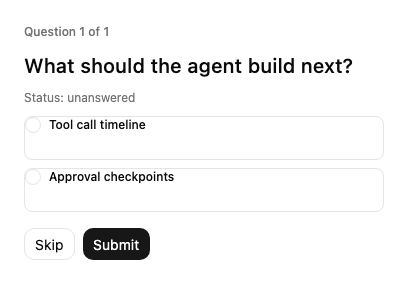 Question 1 of 1
What should the agent build next?
Status: unanswered
Tool call timeline
Approval checkpoints
Skip
Submit